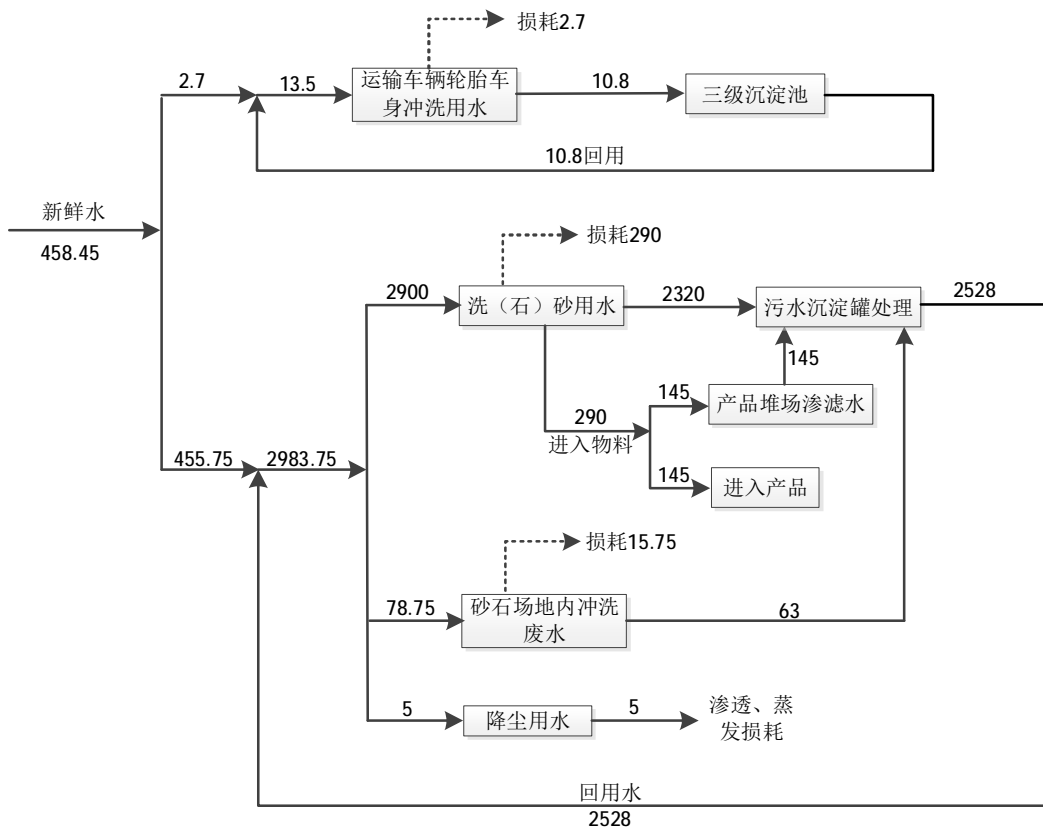 损耗2.7
2.7
13.5
运输车辆轮胎车
身冲洗用水
10.8
三级沉淀池
10.8回用
新鲜水
458.45
损耗290
2900
洗（石）砂用水
2320
污水沉淀罐处理
2528
145
290
进入物料
145
产品堆场渗滤水
145
进入产品
455.75
2983.75
损耗15.75
78.75
砂石场地内冲洗
废水
63
5
降尘用水
5
渗透、蒸
发损耗
回用水
2528